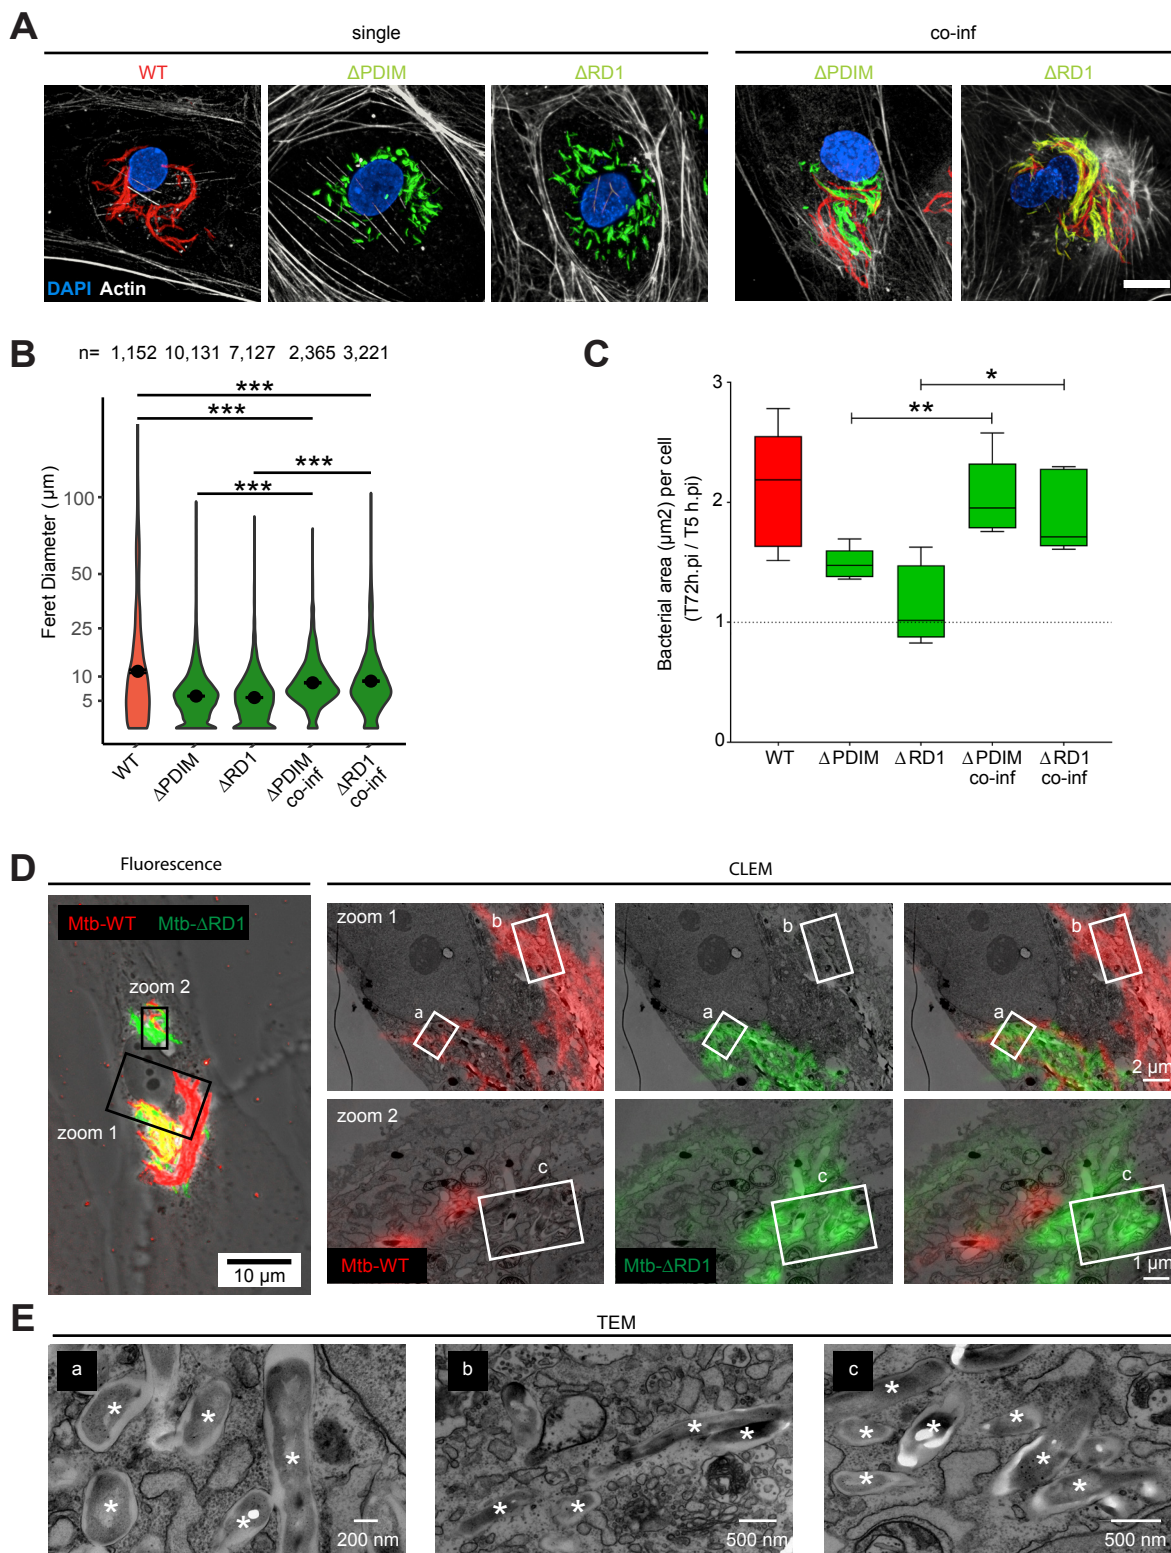 A
single
co-inf
WT
ΔPDIM
ΔRD1
ΔPDIM
ΔRD1
DAPI Actin
B
n= 1,152 10,131 7,127 2,365 3,221
***
***
***
***
Feret Diameter (µm)
100
50
25
10
5
WT
ΔPDIM
ΔRD1
ΔPDIM
co-inf
ΔRD1
co-inf
C
*
**
Bacterial area (µm2) per cell
(T72h.pi / T5 h.pi)
3
2
1
0
WT
ΔPDIM
ΔRD1
ΔPDIM
co-inf
ΔRD1
co-inf
D
Fluorescence
CLEM
Mtb-WT Mtb-ΔRD1
zoom 2
zoom 1
10 µm
zoom 1
b
a
b
a
b
a
2 µm
zoom 2
c
Mtb-WT
c
Mtb-ΔRD1
c
1 µm
E
TEM
a
* * * * *
200 nm
b
* * * *
500 nm
c
* * * * * * *
500 nm